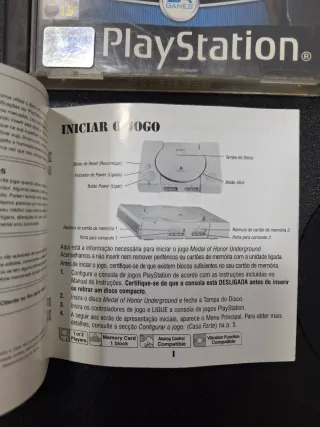 GAMES
PlayStation®
INICIAR O JOGO
Botão de Reset (Recomeçar)
Indicador de Power (Ligado)
Botão Power (Ligar)
Tampa do Disco
Botão Abrir
Abertura de cartão de memória 1
Porta para comando 1
Abertura de cartão de memória 2
Porta para comando 2
Aqui está a informação necessária para iniciar o jogo Medal of Honor Underground.
Aconselhamos a não inserir nem remover periféricos ou cartões de memória com a unidade ligada.
Antes de iniciar o jogo, certifique-se de que existem blocos suficientes no seu cartão de memória.
1. Configure a consola de jogos PlayStation de acordo com as instruções incluídas no
Manual de Instruções. Certifique-se de que a consola está DESLIGADA antes de inserir
ou retirar um disco compacto.
2. Insira o disco Medal of Honor Underground e feche a Tampa do Disco.
3. Insira os controladores de jogo e LIGUE a consola de jogos PlayStation.
4. A seguir aos ecrãs de apresentação iniciais, aparece o Menu Principal. Para obter mais
detalhes, consulte a secção Configurar o jogo: (Casa Forte) na p. 5.
1 or 2
Players
Memory Card
1 block
Analog Control
Compatible
Vibration Function
Compatible
1